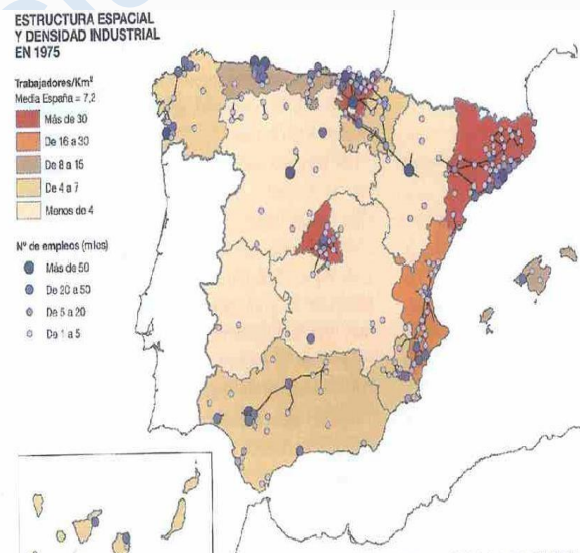 ESTRUCTURA ESPACIAL
Y DENSIDAD INDUSTRIAL
EN 1975
Trabajadores/Km²
Media España = 7,2
Más de 30
De 16 a 30
De 8 a 15
De 4 a 7
Menos de 4
Nº de empleos (miles)
Más de 50
De 20 a 50
De 5 a 20
De 1 a 5